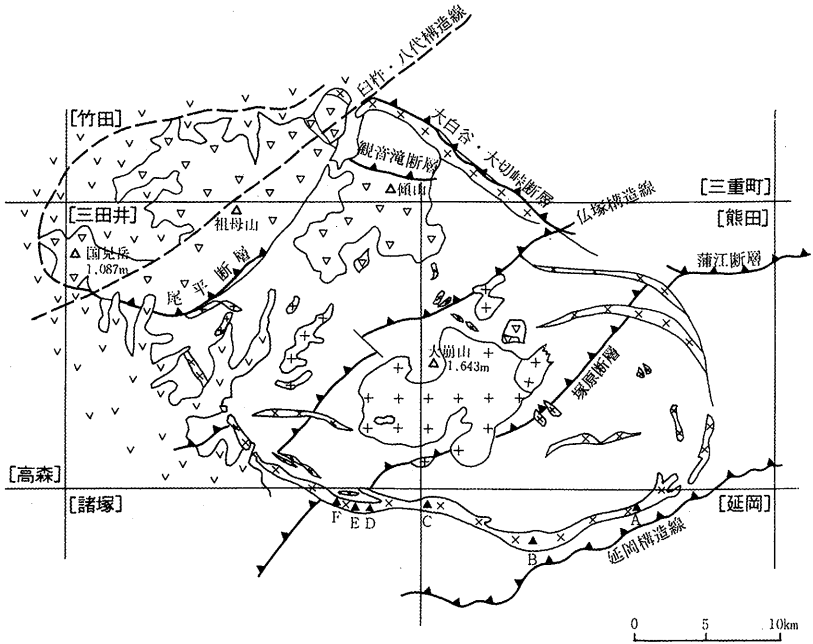 臼杵・八代構造線
[竹田]
大白谷・大切峠断層
観音滝断層
傾山
[三重町]
[三田井]
祖母山
仏塚構造線
[熊田]
国見岳
1,087m
尾平断層
蒲江断層
大崩山
1,643m
塚原断層
[高森]
[諸塚]
[延岡]
F
E
D
C
B
A
延岡構造線
0 5 10km